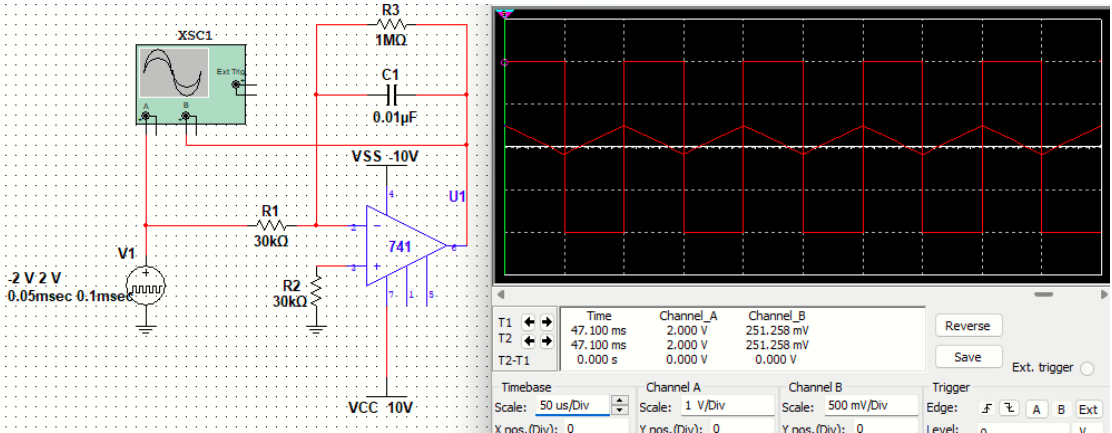 XSC1
Ext Trig
A
B
R3
1MΩ
C1
0.01µF
VSS -10V
4
U1
R1
30kΩ
2
741
6
3
V1
-2 V 2 V
0.05msec 0.1msec
R2
30kΩ
7
1
5
VCC 10V
T1
T2
T2-T1
Time Channel_A Channel_B
47.100 ms 2.000 V 251.258 mV
47.100 ms 2.000 V 251.258 mV
0.000 s 0.000 V 0.000 V
Reverse
Save
Ext. trigger
Timebase
Scale: 50 us/Div
X pos.(Div): 0
Channel A
Scale: 1 V/Div
Y pos.(Div): 0
Channel B
Scale: 500 mV/Div
Y pos.(Div): 0
Trigger
Edge: A B Ext
Level: 0 V